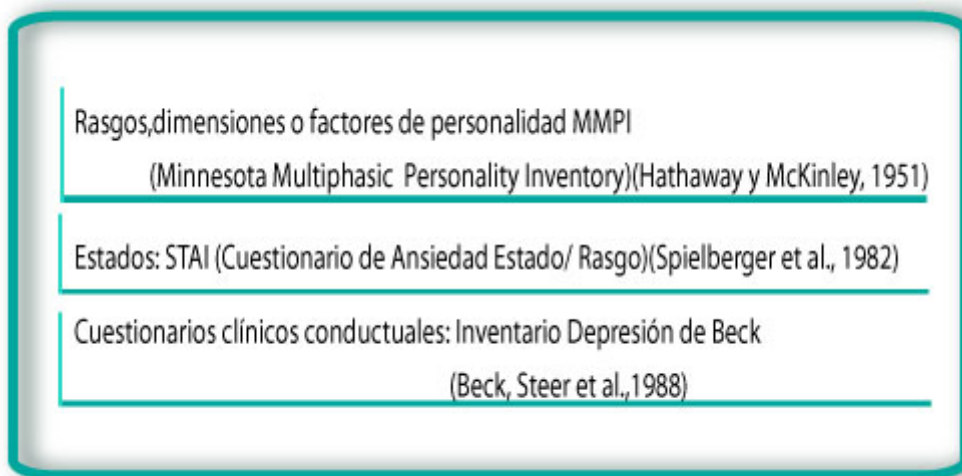 Rasgos,dimensiones o factores de personalidad MMPI
(Minnesota Multiphasic Personality Inventory)(Hathaway y McKinley, 1951)
Estados: STAI (Cuestionario de Ansiedad Estado/ Rasgo)(Spielberger et al., 1982)
Cuestionarios clínicos conductuales: Inventario Depresión de Beck
(Beck, Steer et al.,1988)